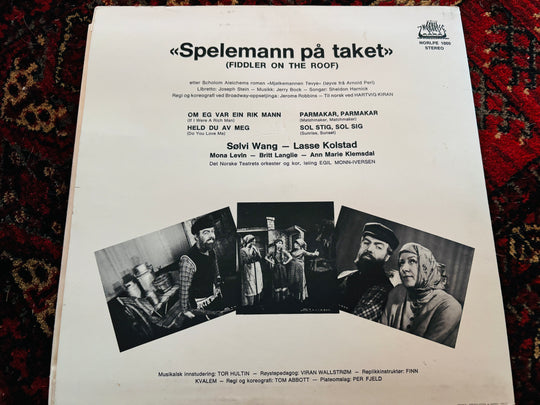 NORLPE 1009
STEREO
«Spelemann på taket»
(FIDDLER ON THE ROOF)
etter Scholom Aleichems roman «Mjølkemannen Tevye» (løyve frå Arnold Perl)
Libretto: Joseph Stein — Musikk: Jerry Bock — Songar: Sheldon Harnick
Regi og koreografi ved Broadway-oppsetjinga: Jerome Robbins — Til norsk ved HARTVIG KIRAN
OM EG VAR EIN RIK MANN
(If I Were A Rich Man)
HELD DU AV MEG
(Do You Love Me)
PARMAKAR, PARMAKAR
(Matchmaker, Matchmaker)
SOL STIG, SOL SIG
(Sunrise, Sunset)
Sølvi Wang — Lasse Kolstad
Mona Levin — Britt Langlie — Ann Marie Klemsdal
Det Norske Teatrets orkester og kor, leiing EGIL MONN-IVERSEN
Musikalsk innstudering: TOR HULTIN — Røystepedagog: VIRAN WALLSTRØM — Replikkinstruktør: FINN
KVALEM — Regi og koreografi: TOM ABBOTT — Plateomslag: PER FJELD